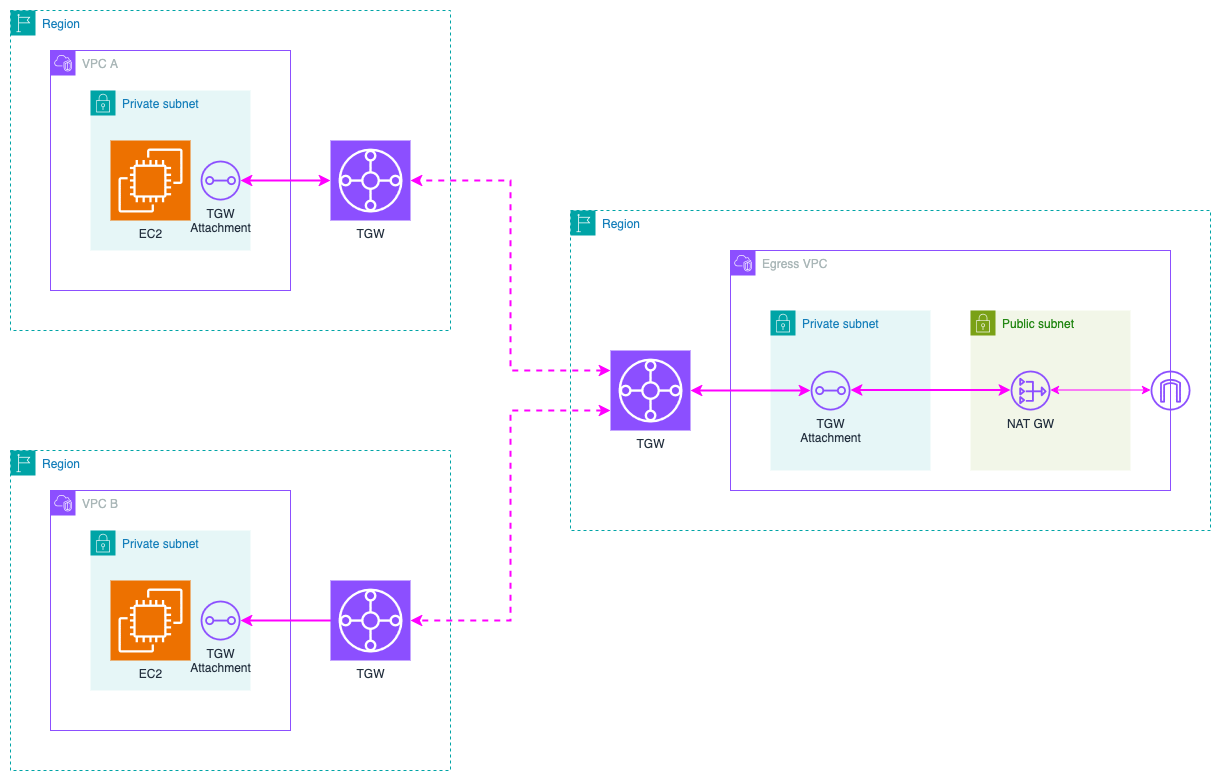 Region
VPC A
Private subnet
EC2
TGW
Attachment
TGW
Region
Egress VPC
Private subnet
Public subnet
TGW
TGW
Attachment
NAT GW
Region
VPC B
Private subnet
EC2
TGW
Attachment
TGW